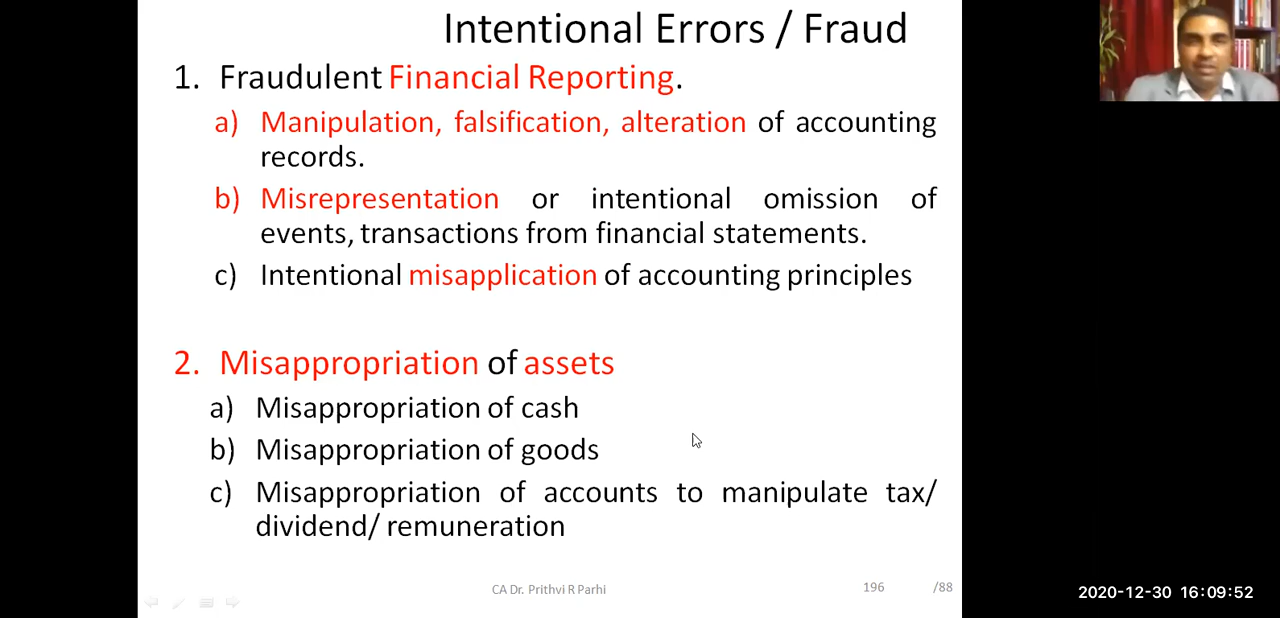 Intentional Errors / Fraud
1. Fraudulent Financial Reporting.
a) Manipulation, falsification, alteration of accounting
records.
b) Misrepresentation or intentional omission of
events, transactions from financial statements.
c) Intentional misapplication of accounting principles
2. Misappropriation of assets
a) Misappropriation of cash
b) Misappropriation of goods
c) Misappropriation of accounts to manipulate tax/
dividend/ remuneration
CA Dr. Prithvi R Parhi
196 /88
2020-12-30 16:09:52